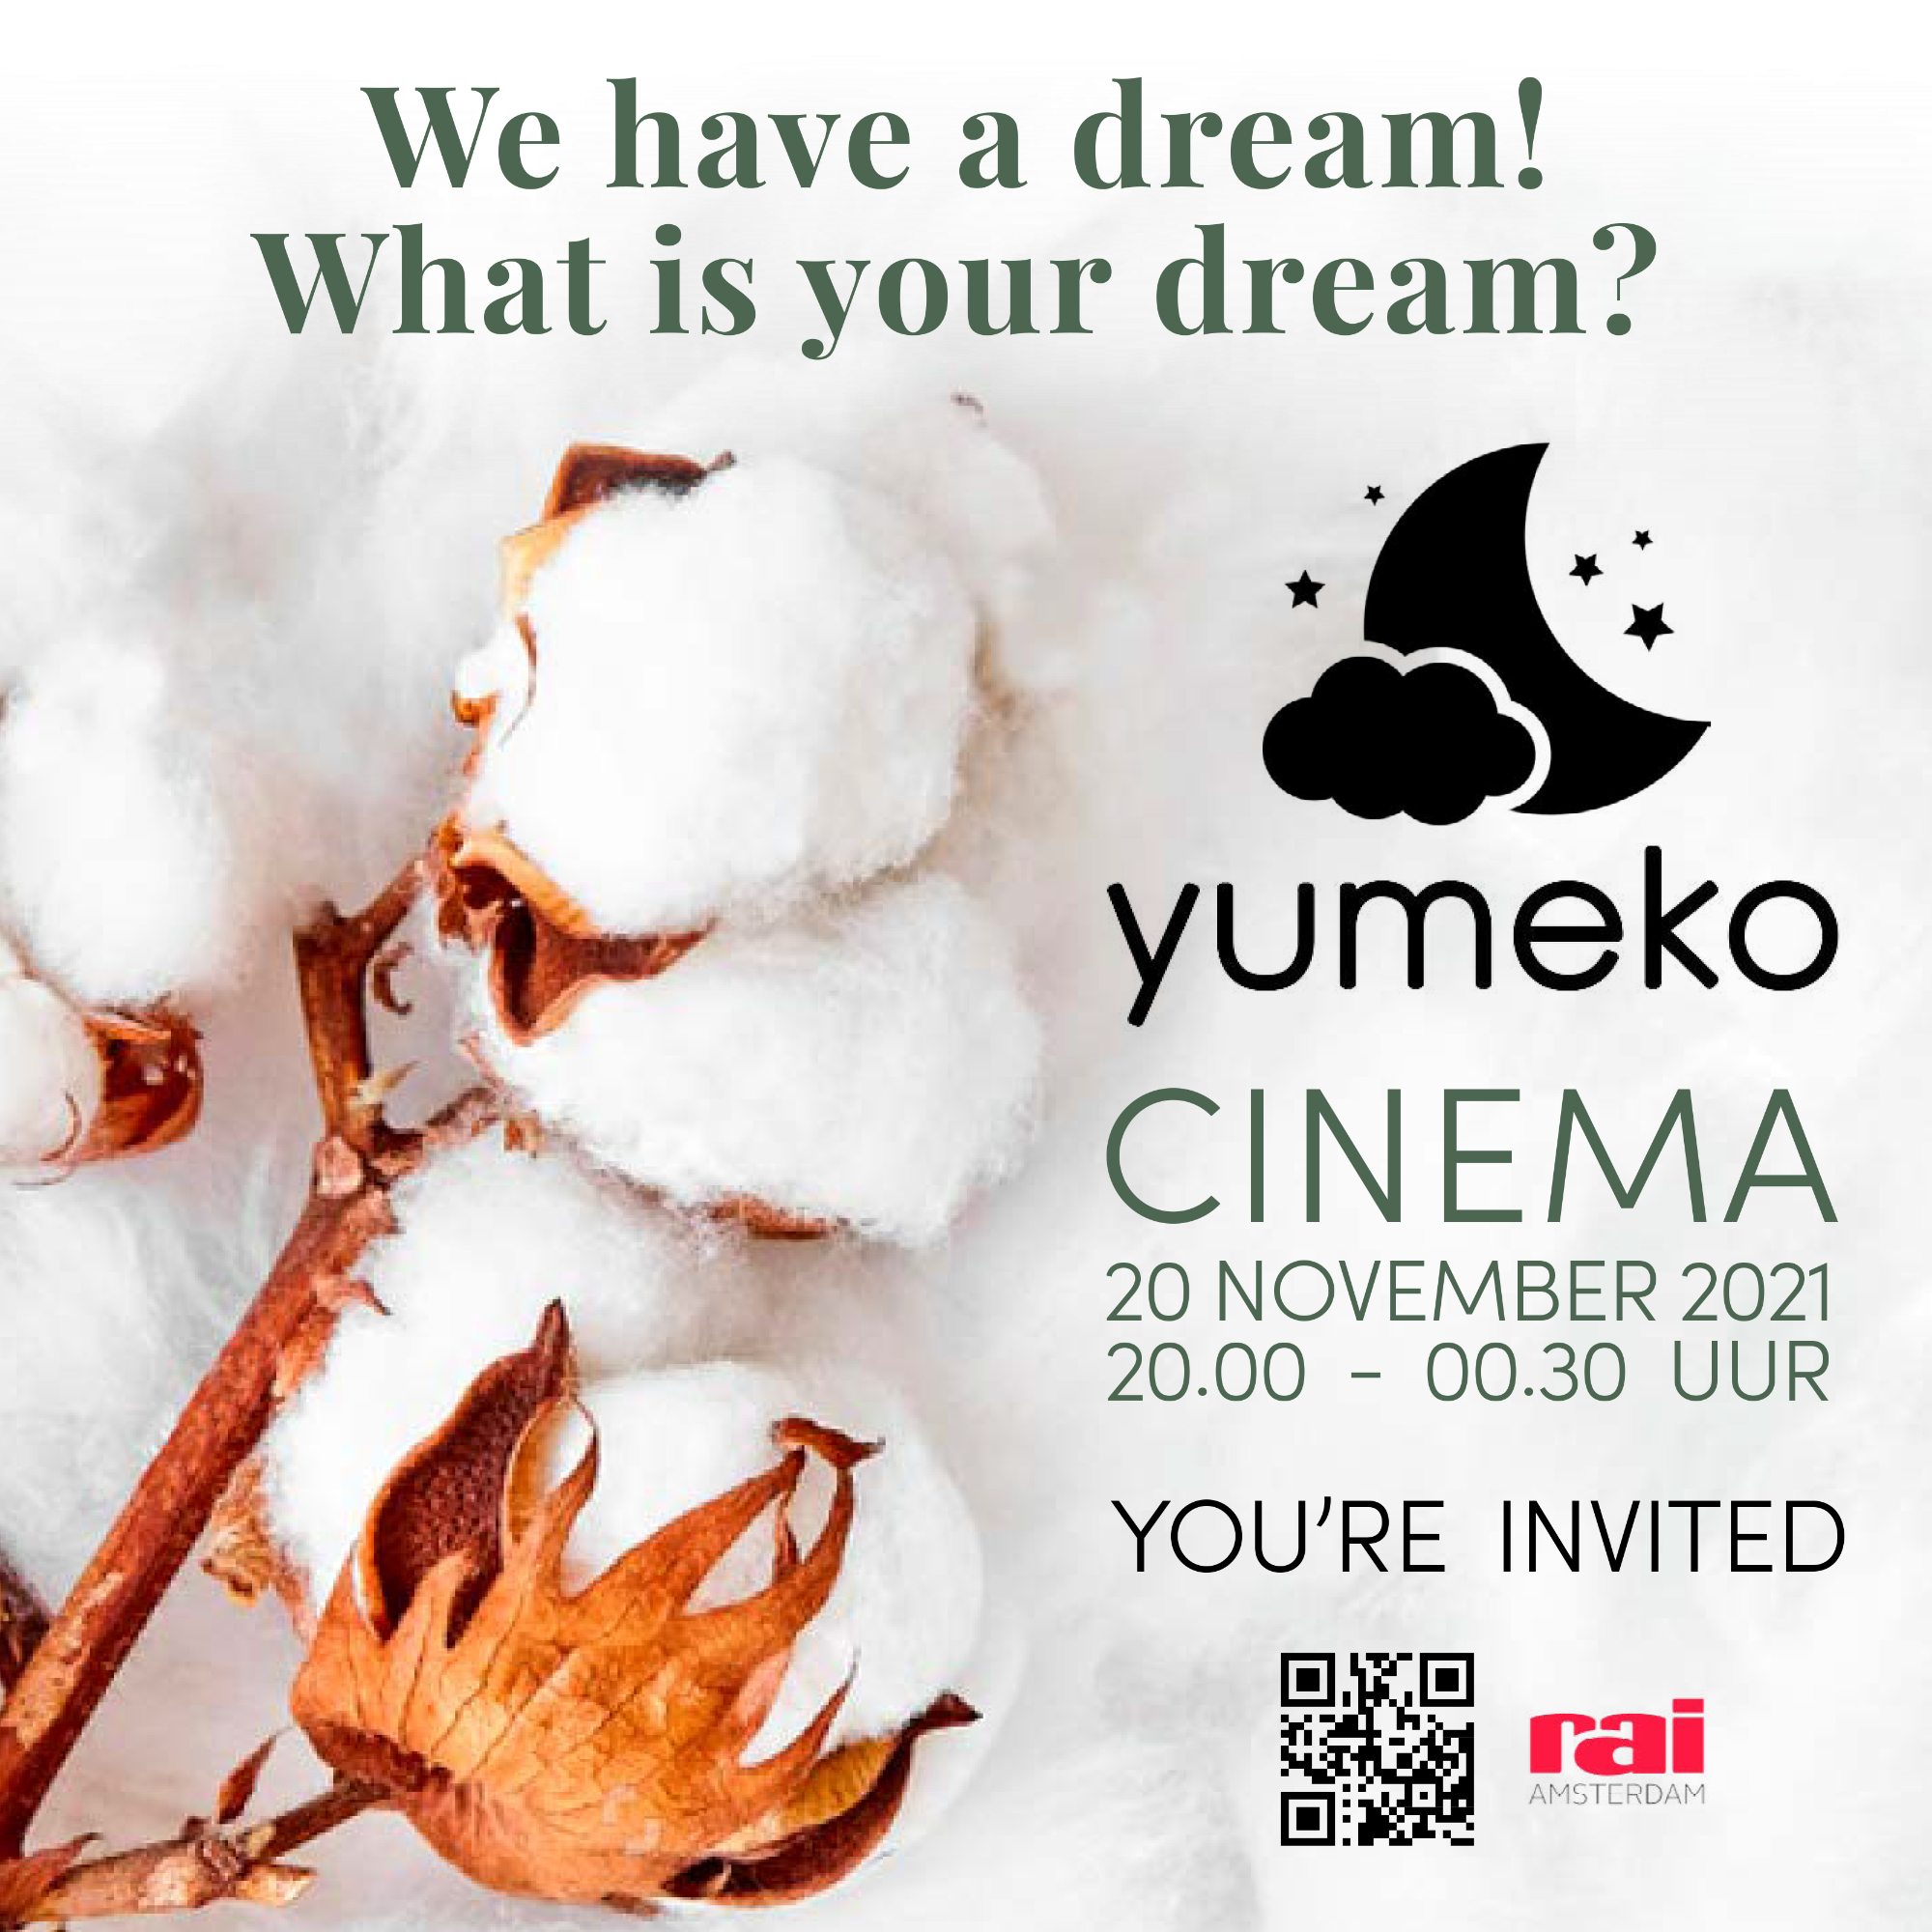 We have a dream!
What is your dream?
yumeko
CINEMA
20 NOVEMBER 2021
20.00 - 00.30 UUR
YOU’RE INVITED
rai
AMSTERDAM